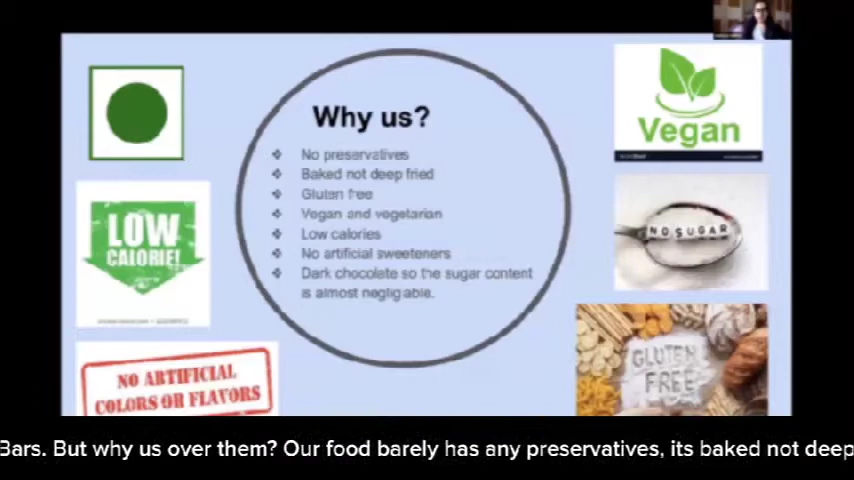 Why us?
No preservatives
Baked not deep fried
Gluten free
Vegan and vegetarian
Low calories
No artificial sweeteners
Dark chocolate so the sugar content
is almost negligable.
LOW
CALORIE!
NO ARTIFICIAL
COLORS OR FLAVORS
Vegan
NO SUGAR
GLUTEN
FREE
Bars. But why us over them? Our food barely has any preservatives, its baked not deep